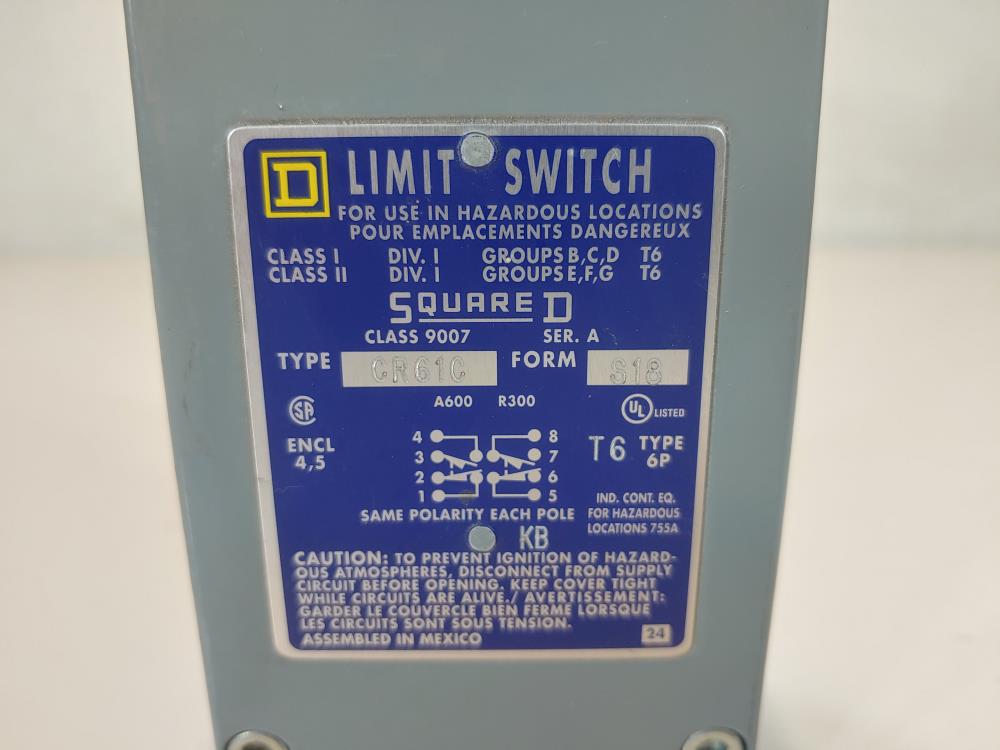 D LIMIT SWITCH
FOR USE IN HAZARDOUS LOCATIONS
POUR EMPLACEMENTS DANGEREUX
CLASS I DIV. I GROUPS B,C,D T6
CLASS II DIV. I GROUPS E,F,G T6
SQUARE D
CLASS 9007 SER. A
TYPE CR61C FORM S18
A600 R300
SA UL LISTED
ENCL 4,5
4 8
3 7
2 6
1 5
T6 TYPE 6P
SAME POLARITY EACH POLE
IND. CONT. EQ.
FOR HAZARDOUS
LOCATIONS 755A
KB
CAUTION: TO PREVENT IGNITION OF HAZARD-
OUS ATMOSPHERES, DISCONNECT FROM SUPPLY
CIRCUIT BEFORE OPENING. KEEP COVER TIGHT
WHILE CIRCUITS ARE ALIVE./ AVERTISSEMENT:
GARDER LE COUVERCLE BIEN FERME LORSQUE
LES CIRCUITS SONT SOUS TENSION.
ASSEMBLED IN MEXICO 24